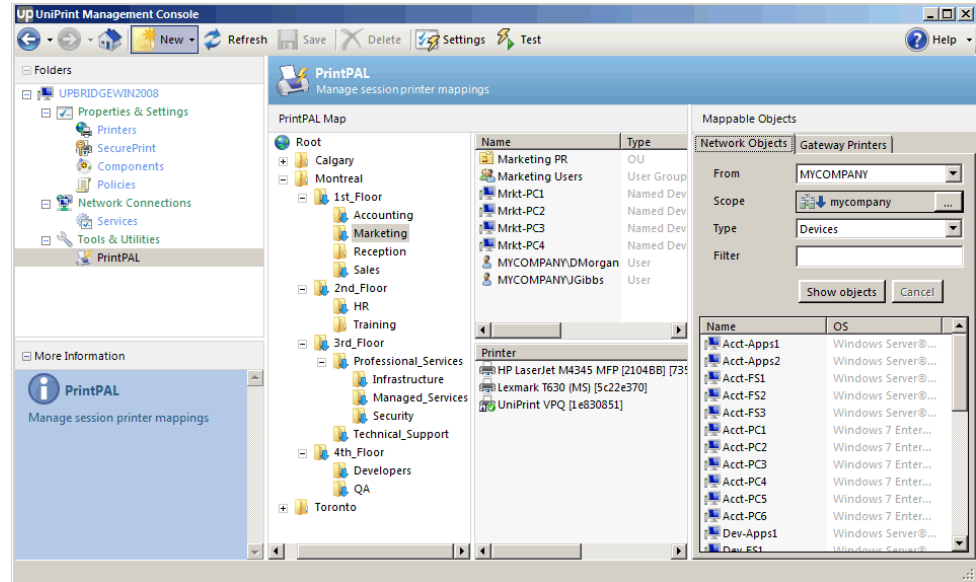 UP UniPrint Management Console
New
Refresh
Save
Delete
Settings
Test
Help
Folders
UPBRIDGEWIN2008
Properties & Settings
Printers
SecurePrint
Components
Policies
Network Connections
Services
Tools & Utilities
PrintPAL
More Information
PrintPAL
Manage session printer mappings
PrintPAL
Manage session printer mappings
PrintPAL Map
Root
Calgary
Montreal
1st_Floor
Accounting
Marketing
Reception
Sales
2nd_Floor
HR
Training
3rd_Floor
Professional_Services
Infrastructure
Managed_Services
Security
Technical_Support
4th_Floor
Developers
QA
Toronto
Name Type
Marketing PR OU
Marketing Users User Group
Mrkt-PC1 Named Dev
Mrkt-PC2 Named Dev
Mrkt-PC3 Named Dev
Mrkt-PC4 Named Dev
MYCOMPANY\DMorgan User
MYCOMPANY\JGibbs User
Printer
HP LaserJet M4345 MFP [2104BB] [735
Lexmark T630 (MS) [5c22e370]
UniPrint VPQ [1e830851]
Mappable Objects
Network Objects Gateway Printers
From MYCOMPANY
Scope mycompany ...
Type Devices
Filter
Show objects Cancel
Name OS
Acct-Apps1 Windows Server®...
Acct-Apps2 Windows Server®...
Acct-FS1 Windows Server®...
Acct-FS2 Windows Server®...
Acct-FS3 Windows Server®...
Acct-PC1 Windows 7 Enter...
Acct-PC2 Windows 7 Enter...
Acct-PC3 Windows 7 Enter...
Acct-PC4 Windows 7 Enter...
Acct-PC5 Windows 7 Enter...
Acct-PC6 Windows 7 Enter...
Dev-Apps1 Windows Server®...
Dev-FS1 Windows Server®...